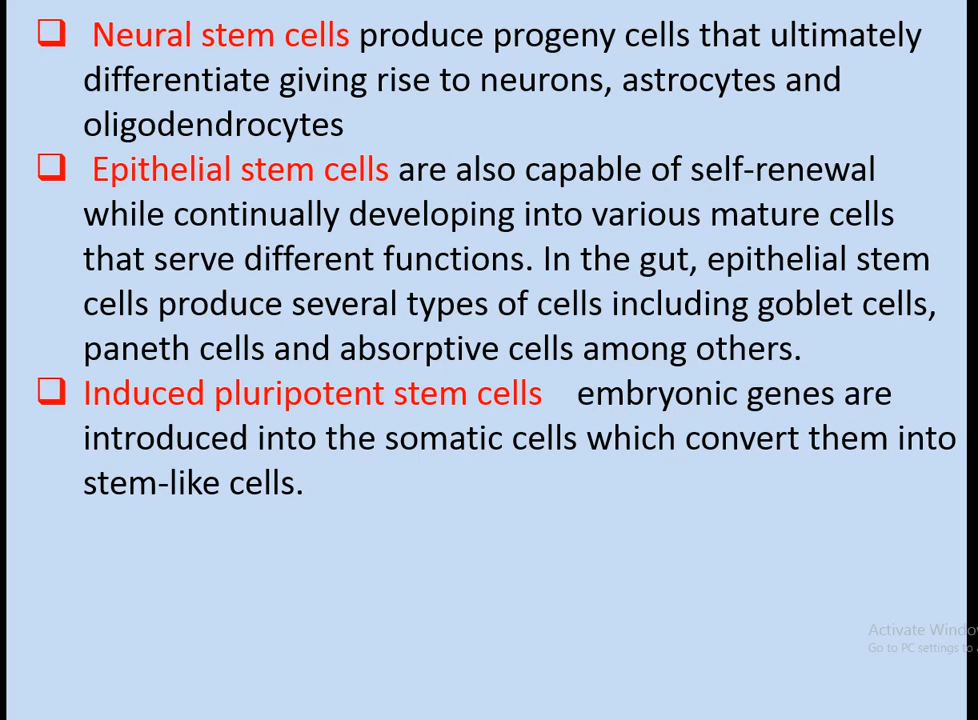 ❑ Neural stem cells produce progeny cells that ultimately
differentiate giving rise to neurons, astrocytes and
oligodendrocytes
❑ Epithelial stem cells are also capable of self-renewal
while continually developing into various mature cells
that serve different functions. In the gut, epithelial stem
cells produce several types of cells including goblet cells,
paneth cells and absorptive cells among others.
❑ Induced pluripotent stem cells embryonic genes are
introduced into the somatic cells which convert them into
stem-like cells.
Activate Windo
Go to PC settings to